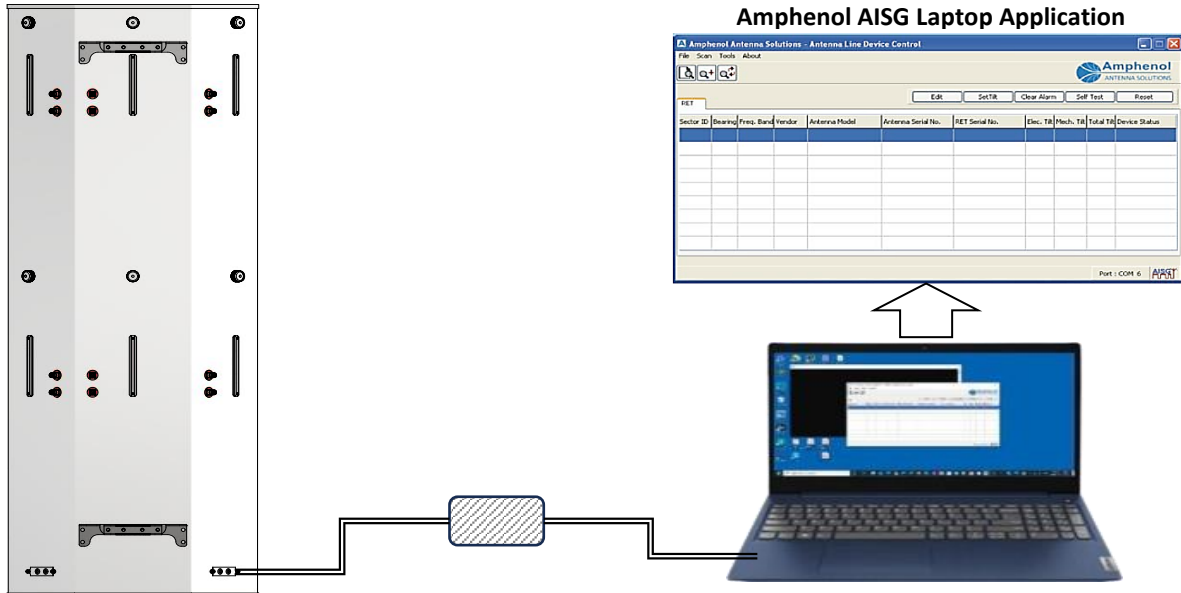 Amphenol AISG Laptop Application
Amphenol Antenna Solutions - Antenna Line Device Control
File Scan Tools About
Amphenol
ANTENNA SOLUTIONS
Edit SetTilt Clear Alarm Self Test Reset
RET
Sector ID Bearing Freq. Band Vendor Antenna Model Antenna Serial No. RET Serial No. Elec. Tilt Mech. Tilt Total Tilt Device Status
Port : COM 6 AISG